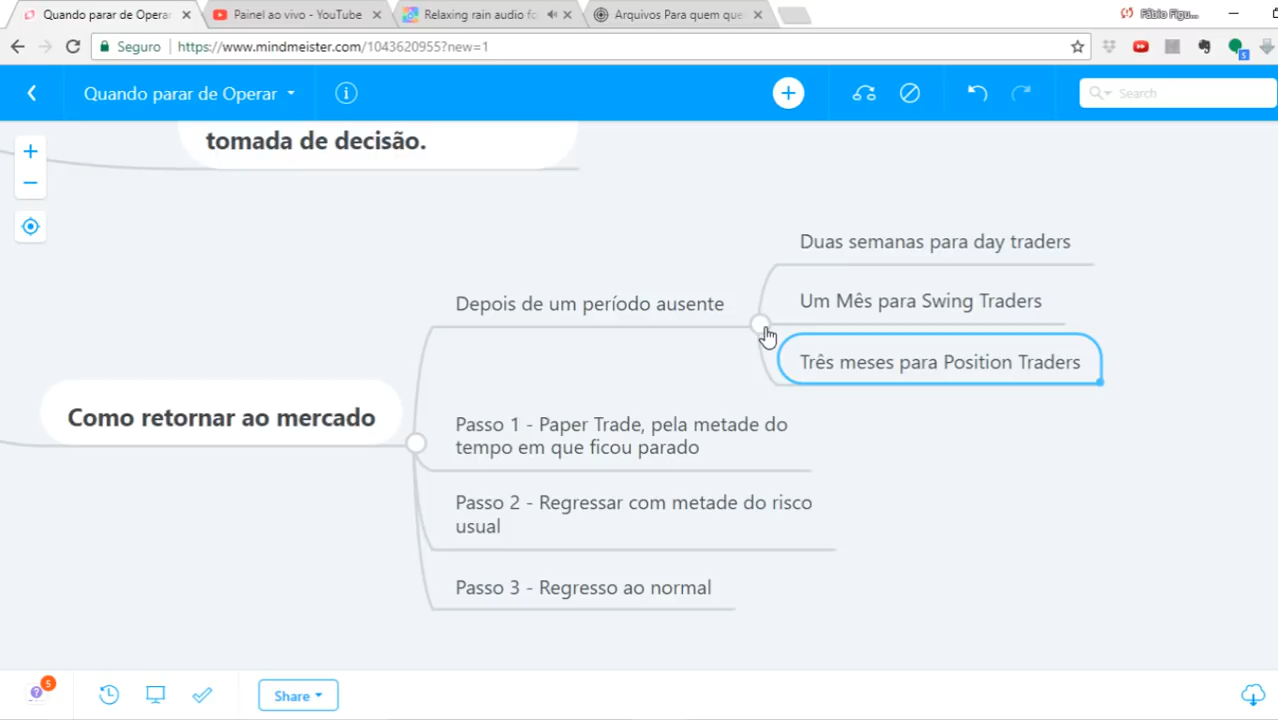 Quando parar de Operar
Painel ao vivo - YouTube
Relaxing rain audio fo
Arquivos Para quem que
Fábio Figu...
Seguro
https://www.mindmeister.com/1043620955?new=1
5
Quando parar de Operar
Search
tomada de decisão.
Duas semanas para day traders
Depois de um período ausente
Um Mês para Swing Traders
Três meses para Position Traders
Como retornar ao mercado
Passo 1 - Paper Trade, pela metade do
tempo em que ficou parado
Passo 2 - Regressar com metade do risco
usual
Passo 3 - Regresso ao normal
5
Share